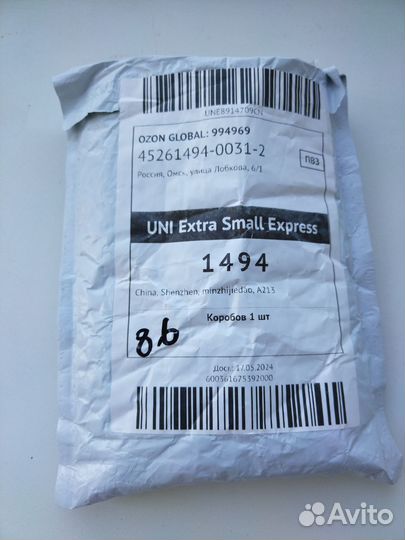 UNE8914709CN
OZON GLOBAL: 994969
45261494-0031-2
ПВЗ
Россия, Омск, улица Лобкова, 6/1
UNI Extra Small Express
1494
China, Shenzhen, minzhijiedao, A213
Коробов 1 шт
86
Дост.: 17.05.2024
600361675392000
Avito